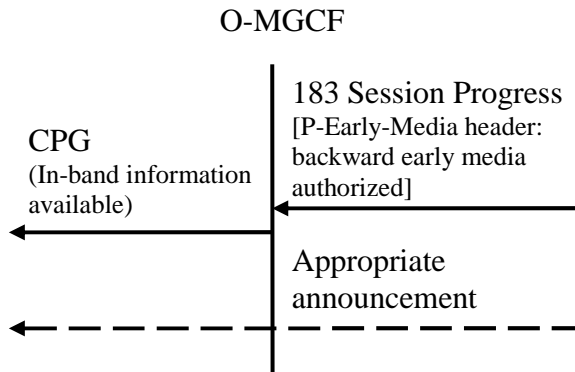 O-MGCF
183 Session Progress
[P-Early-Media header:
backward early media
authorized]
CPG
(In-band information
available)
Appropriate
announcement